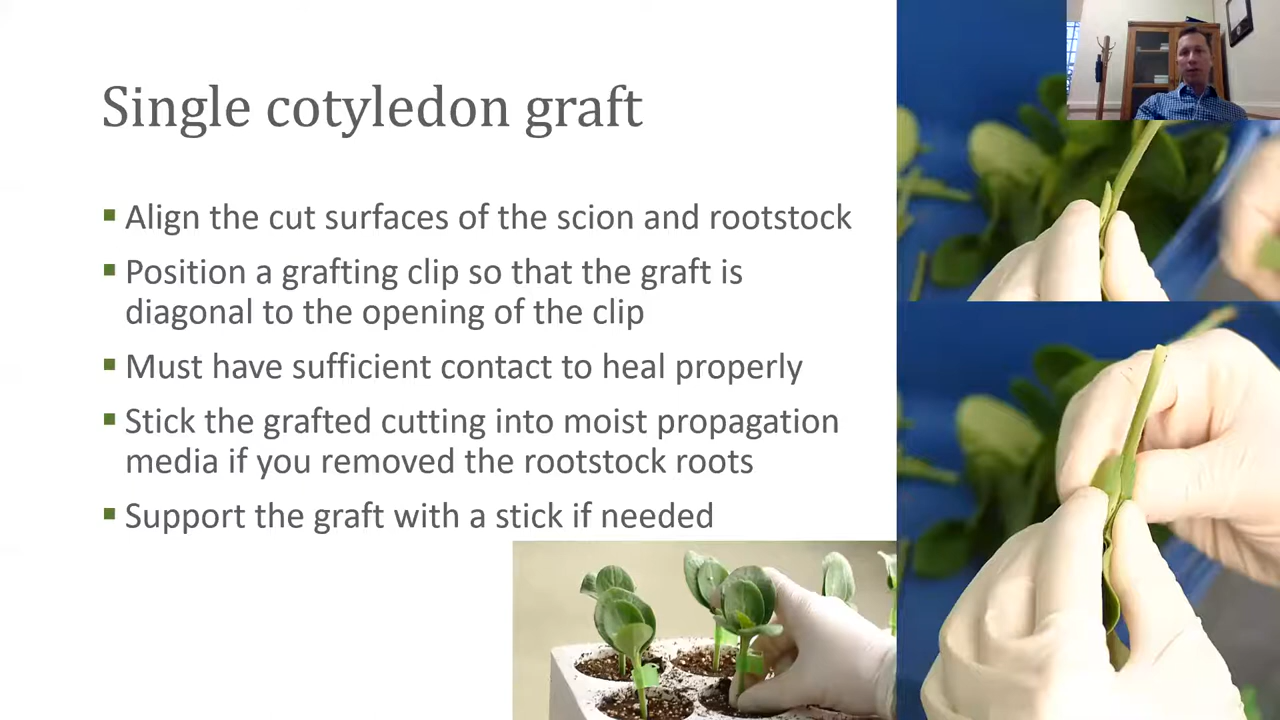 Single cotyledon graft
Align the cut surfaces of the scion and rootstock
Position a grafting clip so that the graft is
diagonal to the opening of the clip
Must have sufficient contact to heal properly
Stick the grafted cutting into moist propagation
media if you removed the rootstock roots
Support the graft with a stick if needed